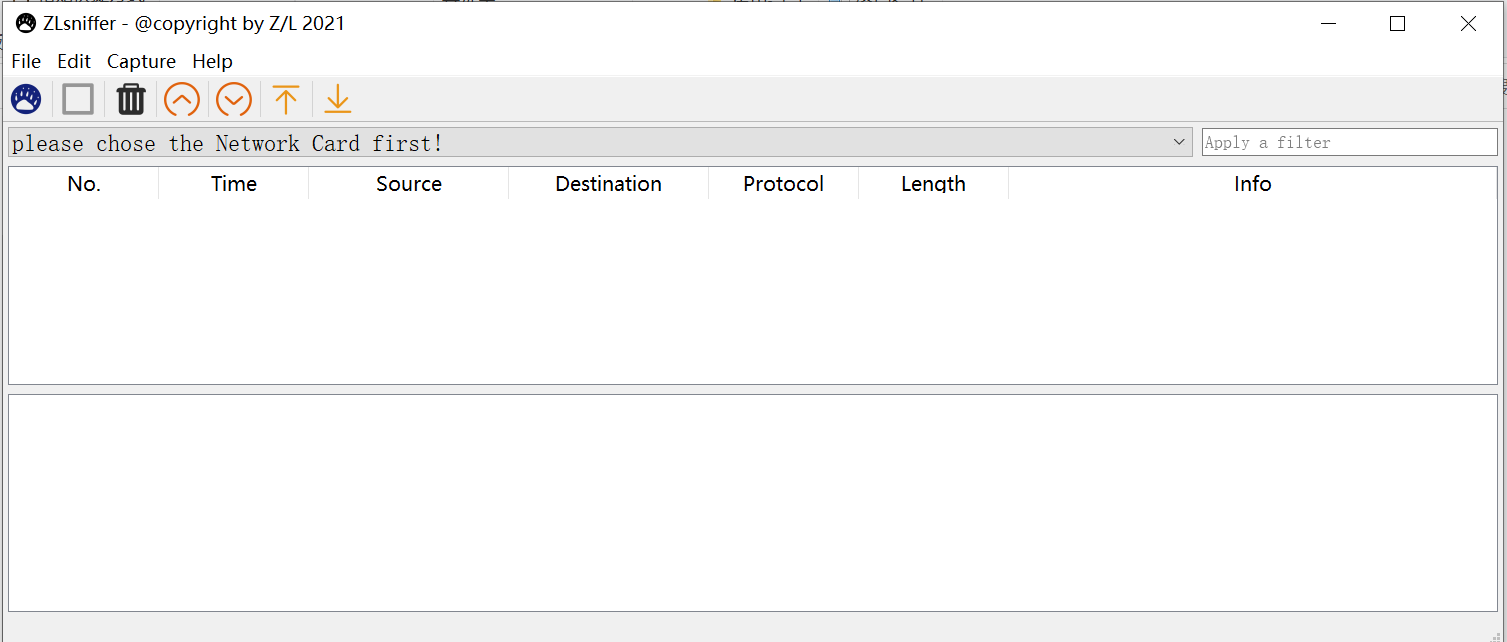 ZLsniffer - @copyright by Z/L 2021
File Edit Capture Help
please chose the Network Card first!
Apply a filter
No. Time Source Destination Protocol Length Info